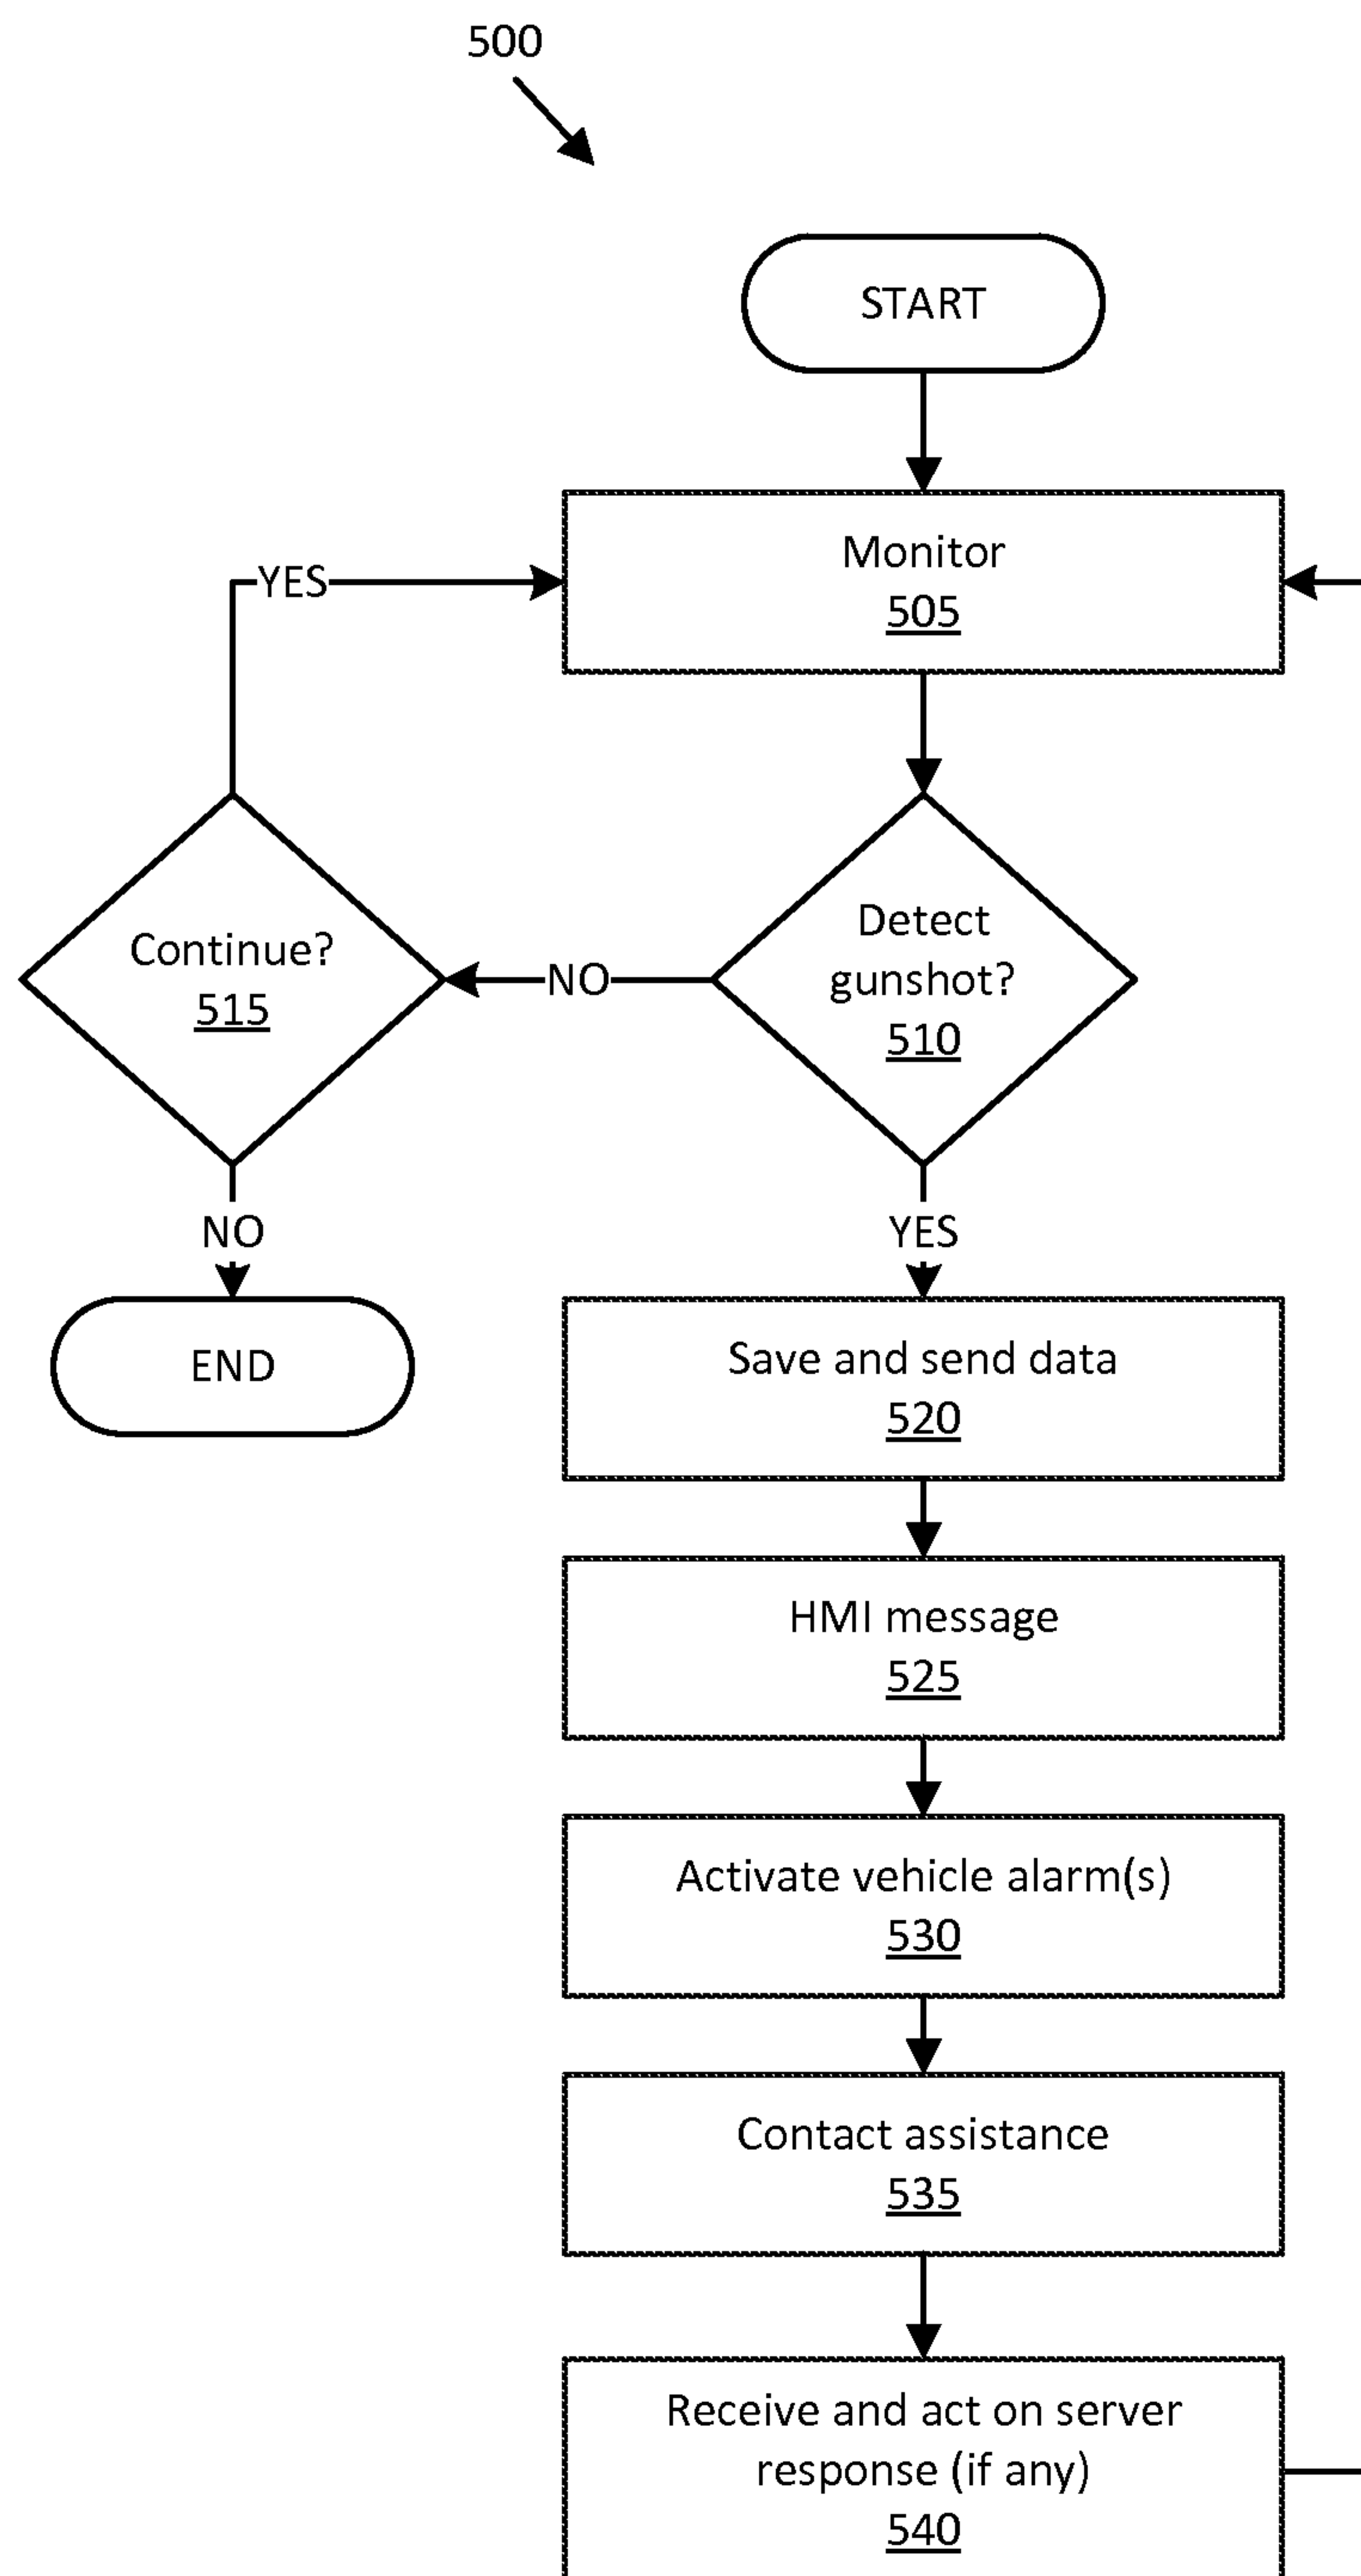 500
START
Monitor
505
YES
Detect
gunshot?
510
NO
Continue?
515
NO
END
YES
Save and send data
520
HMI message
525
Activate vehicle alarm(s)
530
Contact assistance
535
Receive and act on server
response (if any)
540